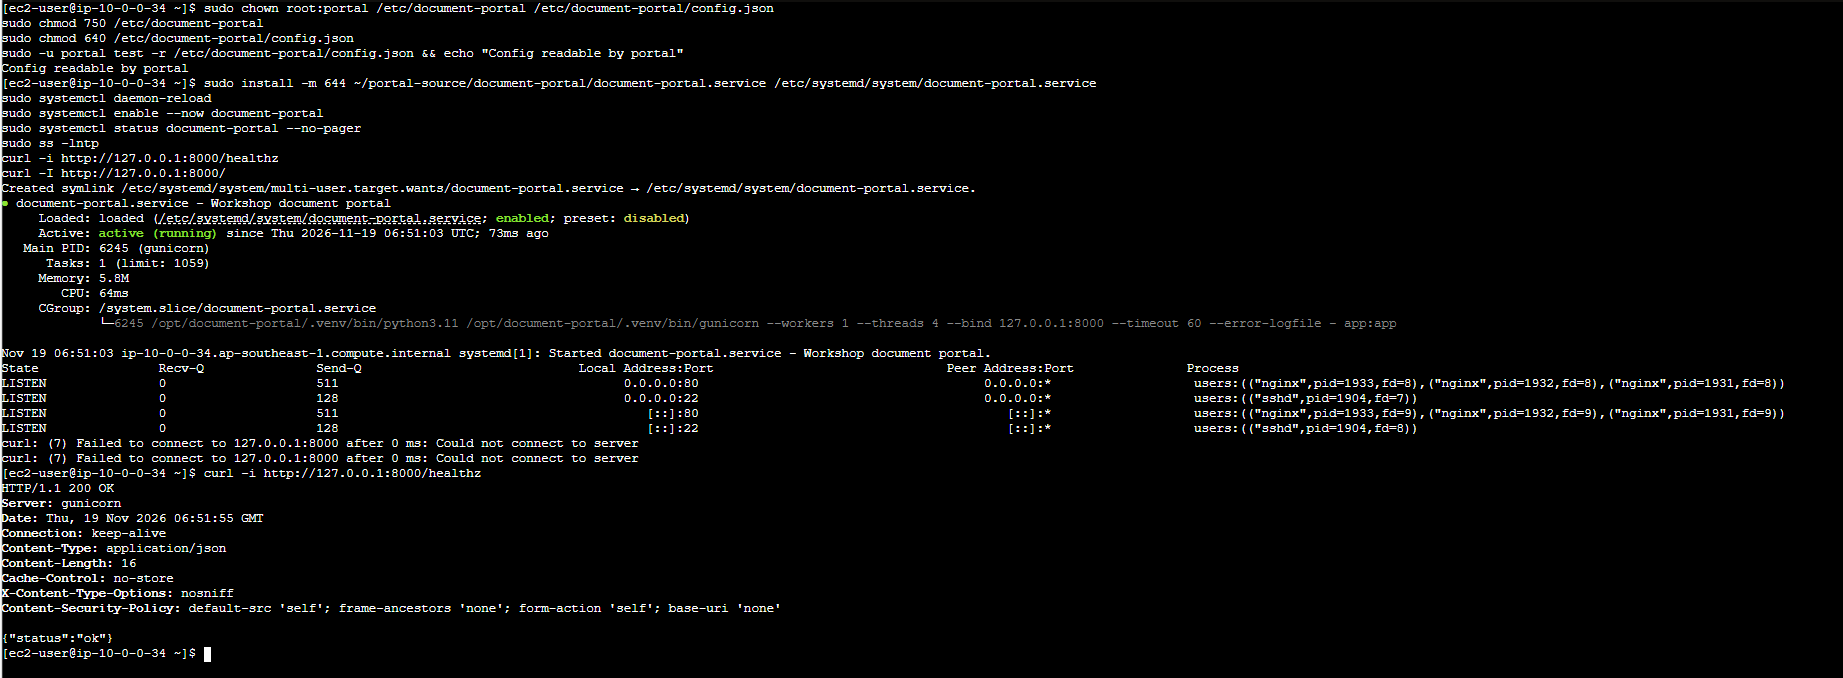 [ec2-user@ip-10-0-0-34 ~]$ sudo chown root:portal /etc/document-portal /etc/document-portal/config.json
sudo chmod 750 /etc/document-portal
sudo chmod 640 /etc/document-portal/config.json
sudo -u portal test -r /etc/document-portal/config.json && echo "Config readable by portal"
Config readable by portal
[ec2-user@ip-10-0-0-34 ~]$ sudo install -m 644 ~/portal-source/document-portal/document-portal.service /etc/systemd/system/document-portal.service
sudo systemctl daemon-reload
sudo systemctl enable --now document-portal
sudo systemctl status document-portal --no-pager
sudo ss -lntp
curl -i http://127.0.0.1:8000/healthz
curl -I http://127.0.0.1:8000/
Created symlink /etc/systemd/system/multi-user.target.wants/document-portal.service → /etc/systemd/system/document-portal.service.
● document-portal.service - Workshop document portal
     Loaded: loaded (/etc/systemd/system/document-portal.service; enabled; preset: disabled)
     Active: active (running) since Thu 2026-11-19 06:51:03 UTC; 73ms ago
   Main PID: 6245 (gunicorn)
      Tasks: 1 (limit: 1059)
     Memory: 5.8M
        CPU: 64ms
     CGroup: /system.slice/document-portal.service
             └─6245 /opt/document-portal/.venv/bin/python3.11 /opt/document-portal/.venv/bin/gunicorn --workers 1 --threads 4 --bind 127.0.0.1:8000 --timeout 60 --error-logfile - app:app
Nov 19 06:51:03 ip-10-0-0-34.ap-southeast-1.compute.internal systemd[1]: Started document-portal.service - Workshop document portal.
State Recv-Q Send-Q Local Address:Port Peer Address:Port Process
LISTEN 0 511 0.0.0.0:80 0.0.0.0:* users:(("nginx",pid=1933,fd=8),("nginx",pid=1932,fd=8),("nginx",pid=1931,fd=8))
LISTEN 0 128 0.0.0.0:22 0.0.0.0:* users:(("sshd",pid=1904,fd=7))
LISTEN 0 511 [::]:80 [::]:* users:(("nginx",pid=1933,fd=9),("nginx",pid=1932,fd=9),("nginx",pid=1931,fd=9))
LISTEN 0 128 [::]:22 [::]:* users:(("sshd",pid=1904,fd=8))
curl: (7) Failed to connect to 127.0.0.1:8000 after 0 ms: Could not connect to server
curl: (7) Failed to connect to 127.0.0.1:8000 after 0 ms: Could not connect to server
[ec2-user@ip-10-0-0-34 ~]$ curl -i http://127.0.0.1:8000/healthz
HTTP/1.1 200 OK
Server: gunicorn
Date: Thu, 19 Nov 2026 06:51:55 GMT
Connection: keep-alive
Content-Type: application/json
Content-Length: 16
Cache-Control: no-store
X-Content-Type-Options: nosniff
Content-Security-Policy: default-src 'self'; frame-ancestors 'none'; form-action 'self'; base-uri 'none'
{"status":"ok"}
[ec2-user@ip-10-0-0-34 ~]$